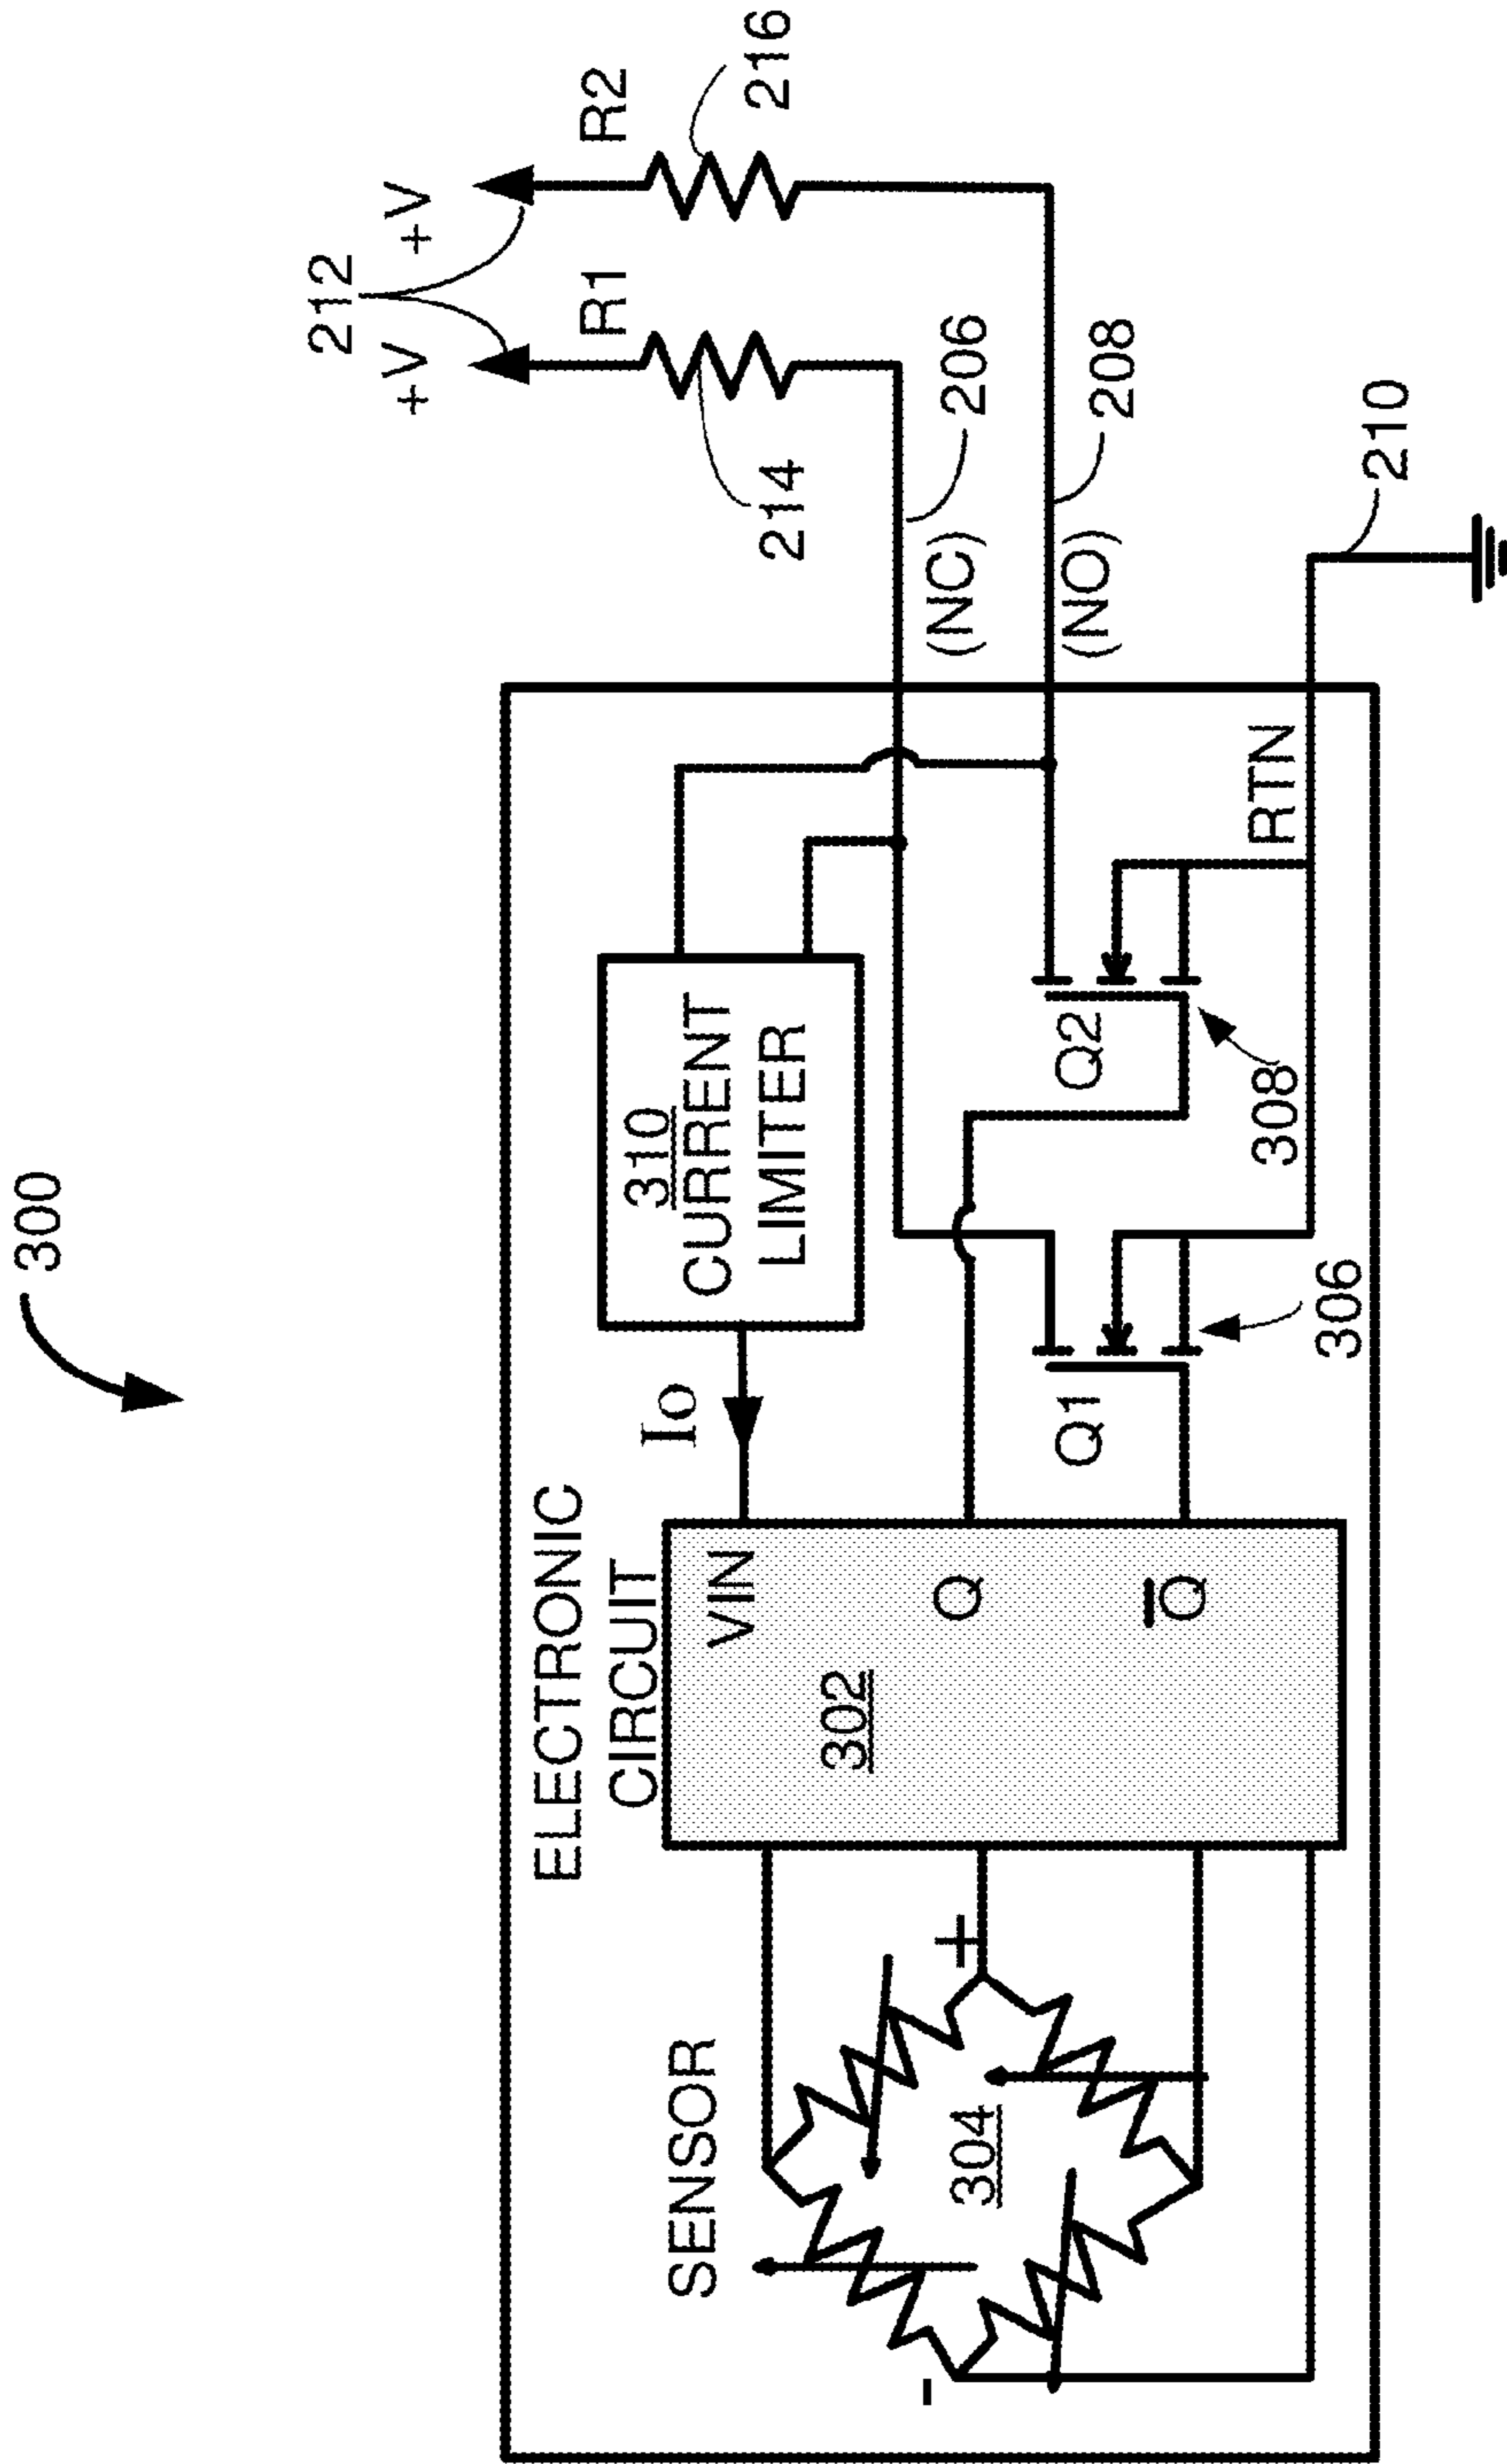 300
ELECTRONIC
CIRCUIT
SENSOR
304
+
-
302
VIN
Q
Q̅
Io
310
CURRENT
LIMITER
Q1
306
Q2
308
RTN
(NC)
206
(NO)
208
210
212
+V
+V
R1
R2
214
216